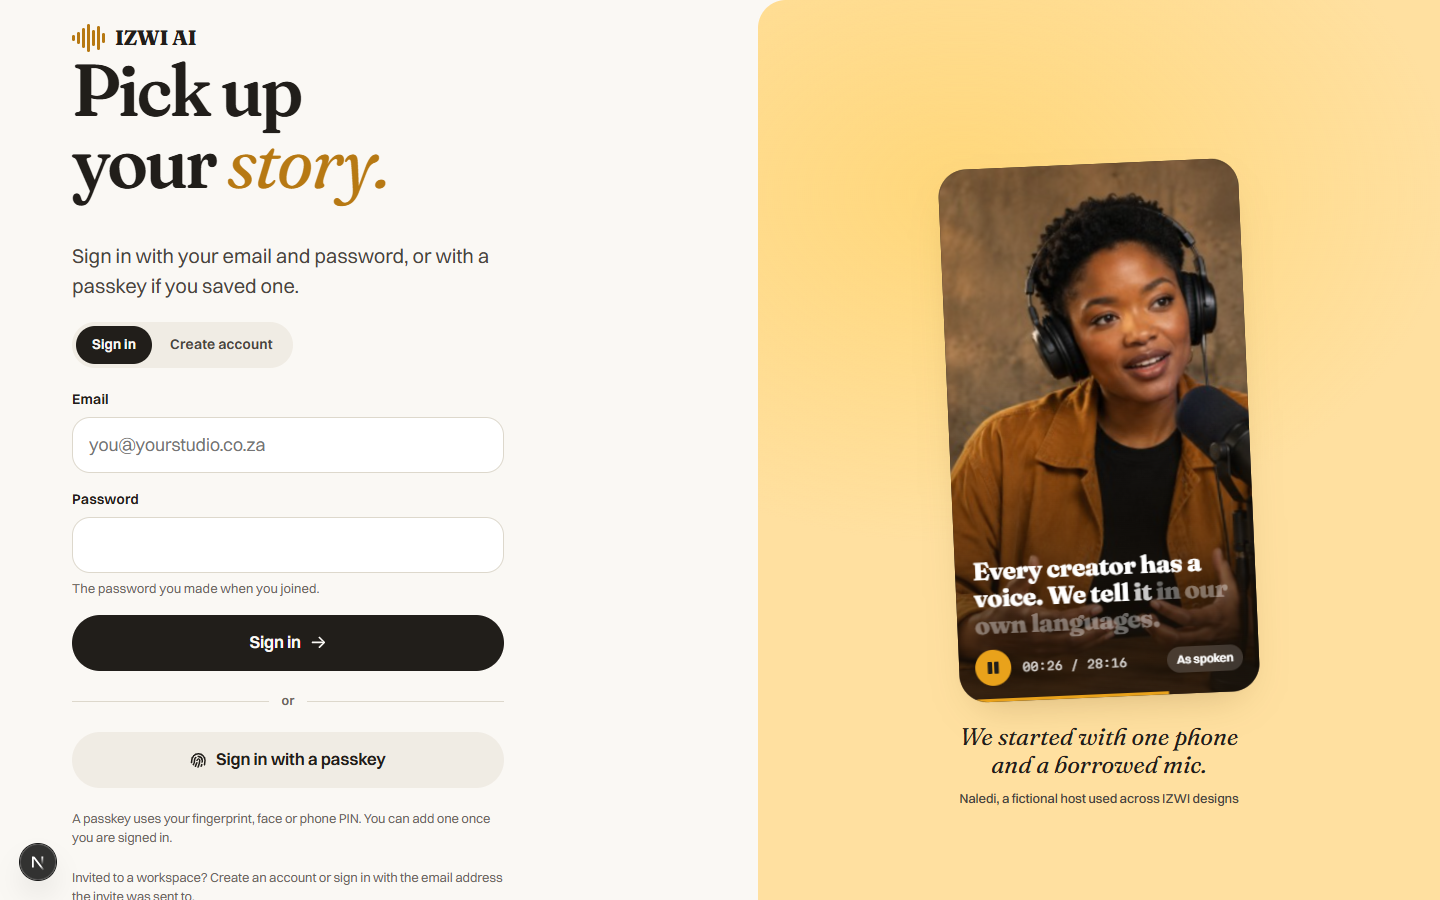 IZWI AI
Pick up
your story.
Sign in with your email and password, or with a
passkey if you saved one.
Sign in
Create account
Email
you@yourstudio.co.za
Password
The password you made when you joined.
Sign in →
or
Sign in with a passkey
A passkey uses your fingerprint, face or phone PIN. You can add one once
you are signed in.
Invited to a workspace? Create an account or sign in with the email address
the invite was sent to.
N
Every creator has a
voice. We tell it in our
own languages.
00:26 / 28:16
As spoken
We started with one phone
and a borrowed mic.
Naledi, a fictional host used across IZWI designs